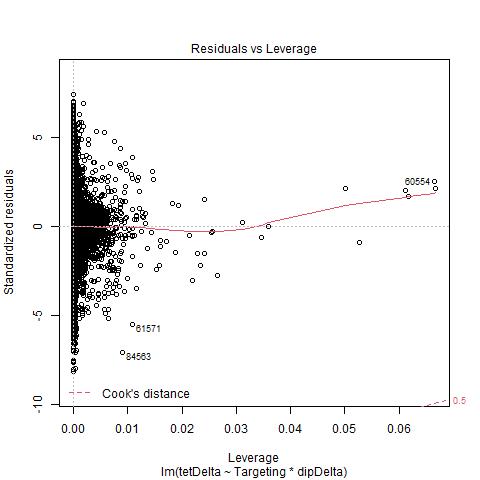 Residuals vs Leverage
Standardized residuals
5
0
-5
-10
60554
61571
84563
Cook's distance
0.5
0.00 0.01 0.02 0.03 0.04 0.05 0.06
Leverage
lm(tetDelta ~ Targeting * dipDelta)